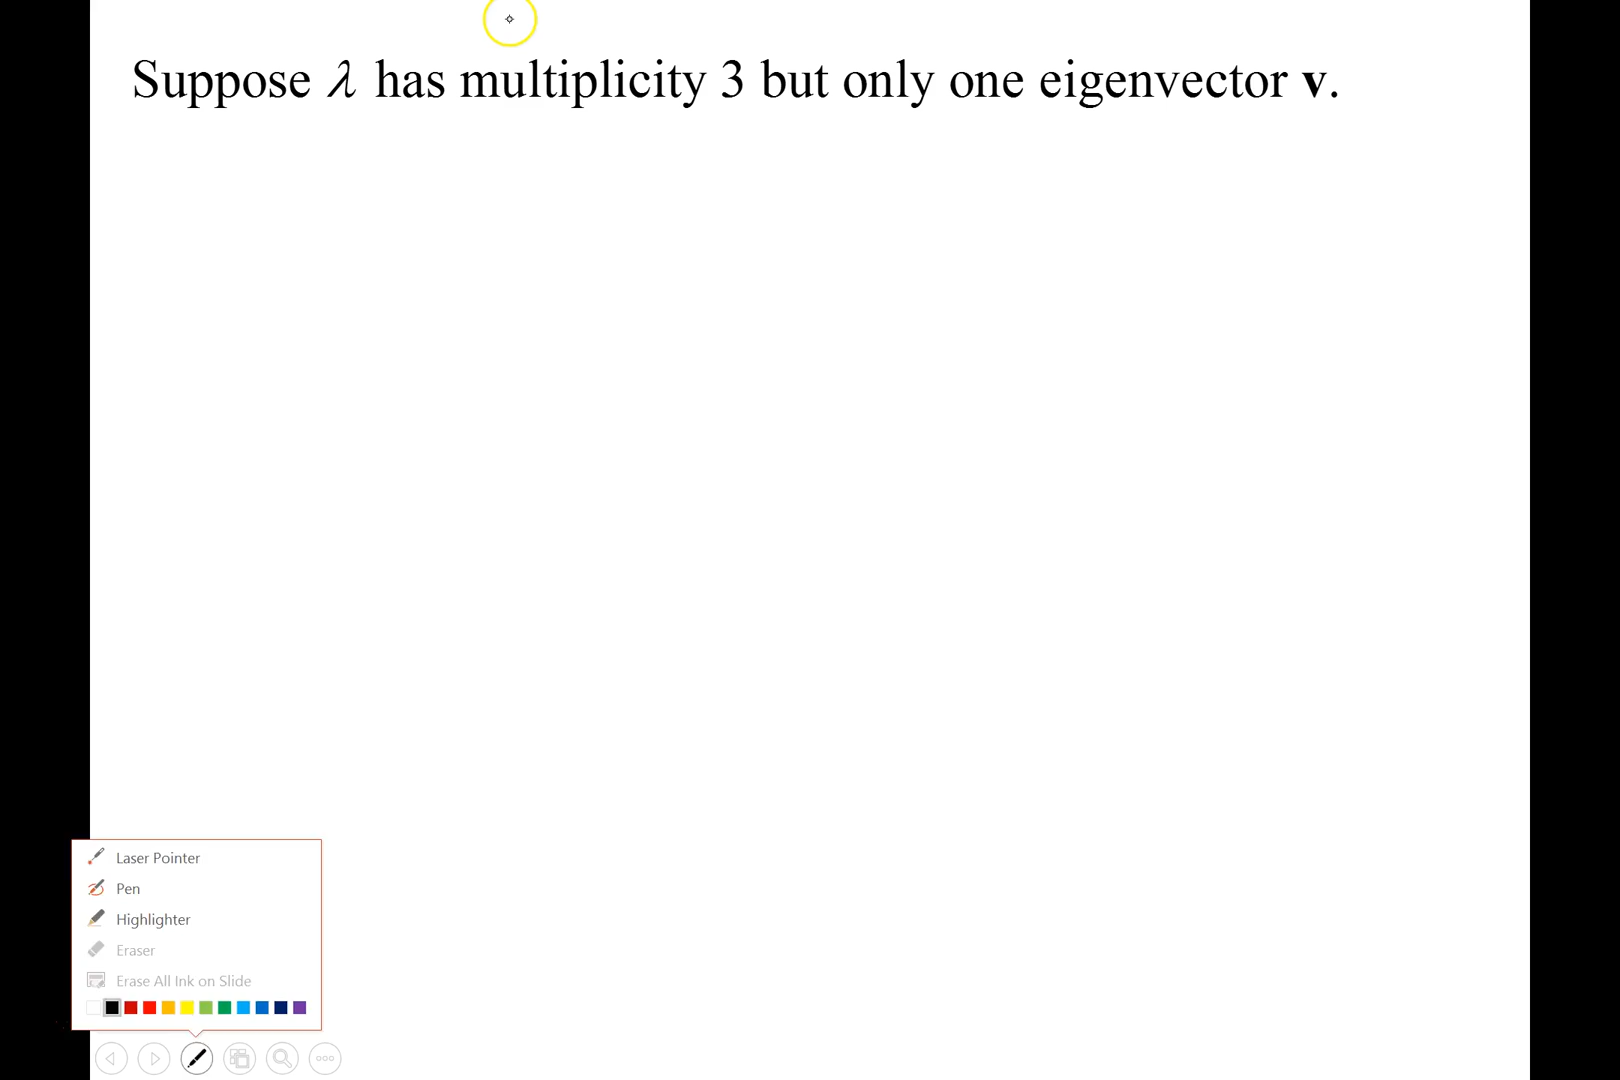 Suppose λ has multiplicity 3 but only one eigenvector v.
Laser Pointer
Pen
Highlighter
Eraser
Erase All Ink on Slide